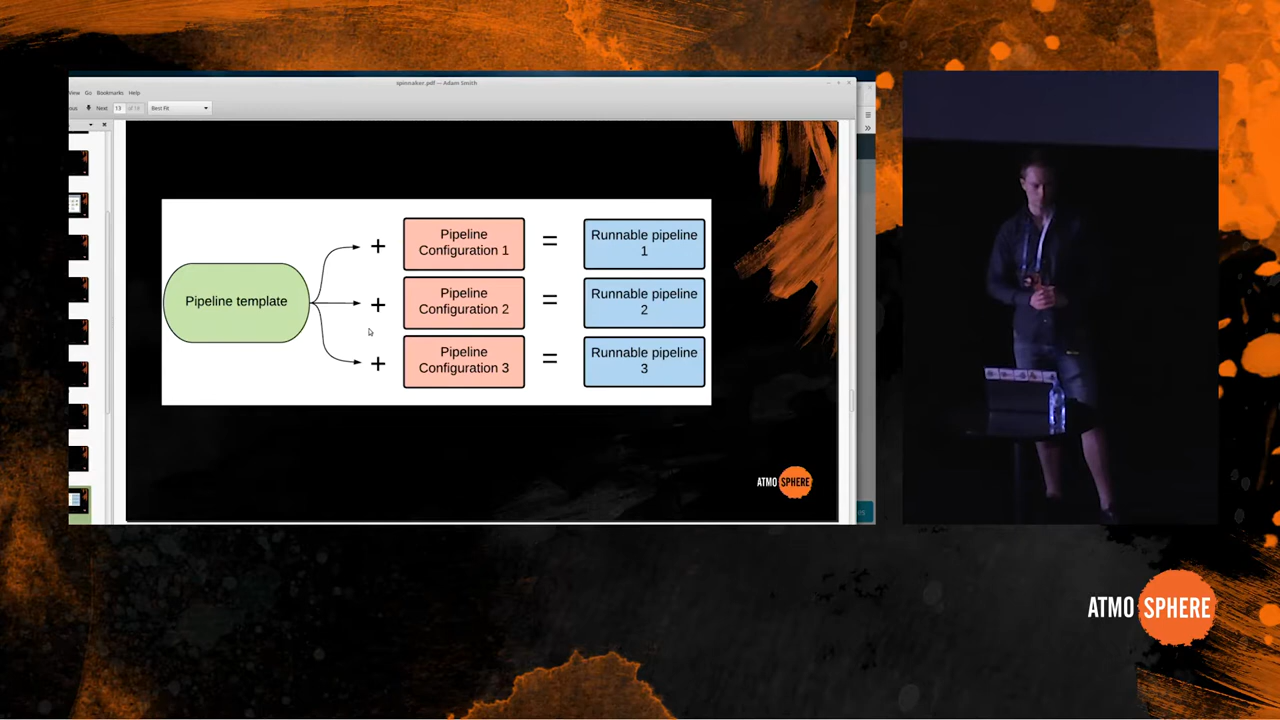 spinnaker.pdf — Adam Smith
View Go Bookmarks Help
Next 13 of 18 Best Fit
Pipeline template
+ Pipeline Configuration 1 = Runnable pipeline 1
+ Pipeline Configuration 2 = Runnable pipeline 2
+ Pipeline Configuration 3 = Runnable pipeline 3
ATMO SPHERE
ATMO SPHERE